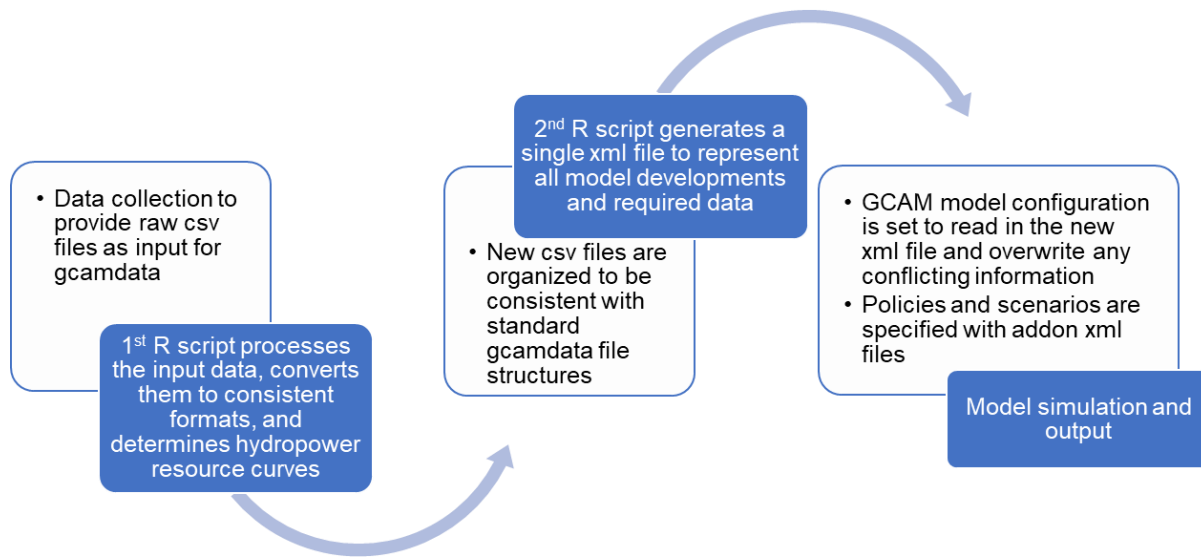 • Data collection to
provide raw csv
files as input for
gcamdata
1st R script processes
the input data, converts
them to consistent
formats, and
determines hydropower
resource curves
2nd R script generates a
single xml file to represent
all model developments
and required data
• New csv files are
organized to be
consistent with
standard
gcamdata file
structures
• GCAM model configuration
is set to read in the new
xml file and overwrite any
conflicting information
• Policies and scenarios are
specified with addon xml
files
Model simulation and
output